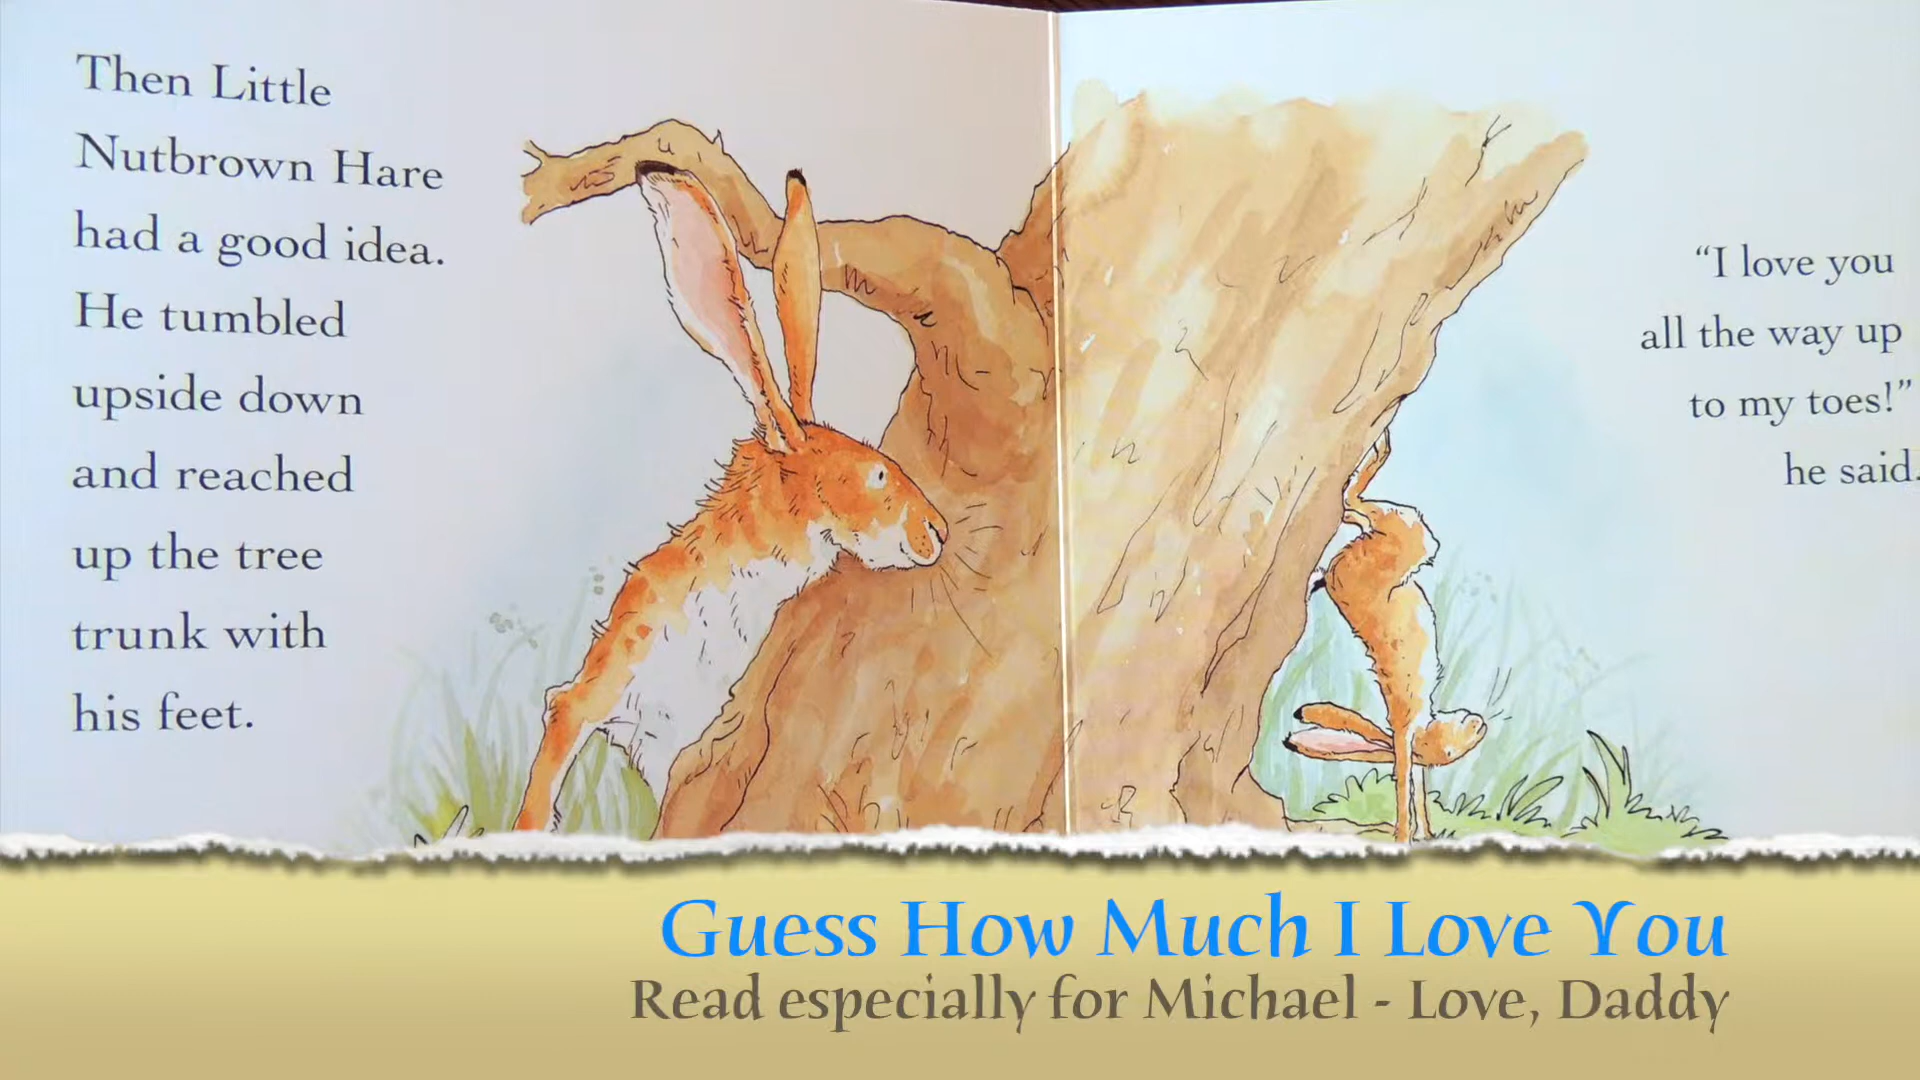 Then Little
Nutbrown Hare
had a good idea.
He tumbled
upside down
and reached
up the tree
trunk with
his feet.
“I love you
all the way up
to my toes!”
he said.
Guess How Much I Love You
Read especially for Michael - Love, Daddy